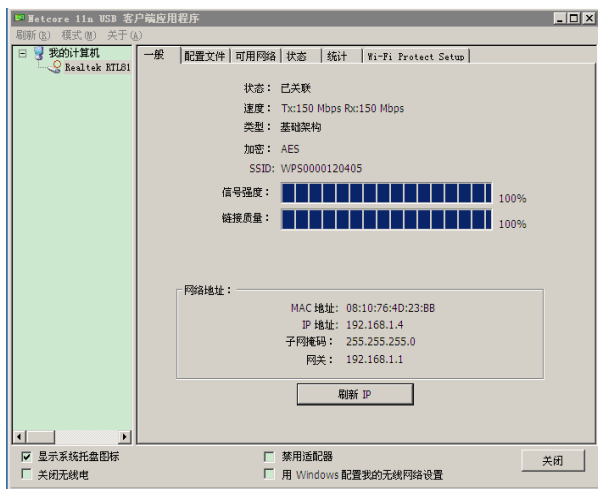 Netcore 11n USB 客户端应用程序
刷新(R) 模式(M) 关于(A)
我的计算机
Realtek RTL81
一般 配置文件 可用网络 状态 统计 Wi-Fi Protect Setup
状态: 已关联
速度: Tx:150 Mbps Rx:150 Mbps
类型: 基础架构
加密: AES
SSID: WPS0000120405
信号强度: 100%
链接质量: 100%
网络地址:
MAC 地址: 08:10:76:4D:23:BB
IP 地址: 192.168.1.4
子网掩码: 255.255.255.0
网关: 192.168.1.1
刷新 IP
显示系统托盘图标 禁用适配器
关闭
关闭无线电 用 Windows 配置我的无线网络设置